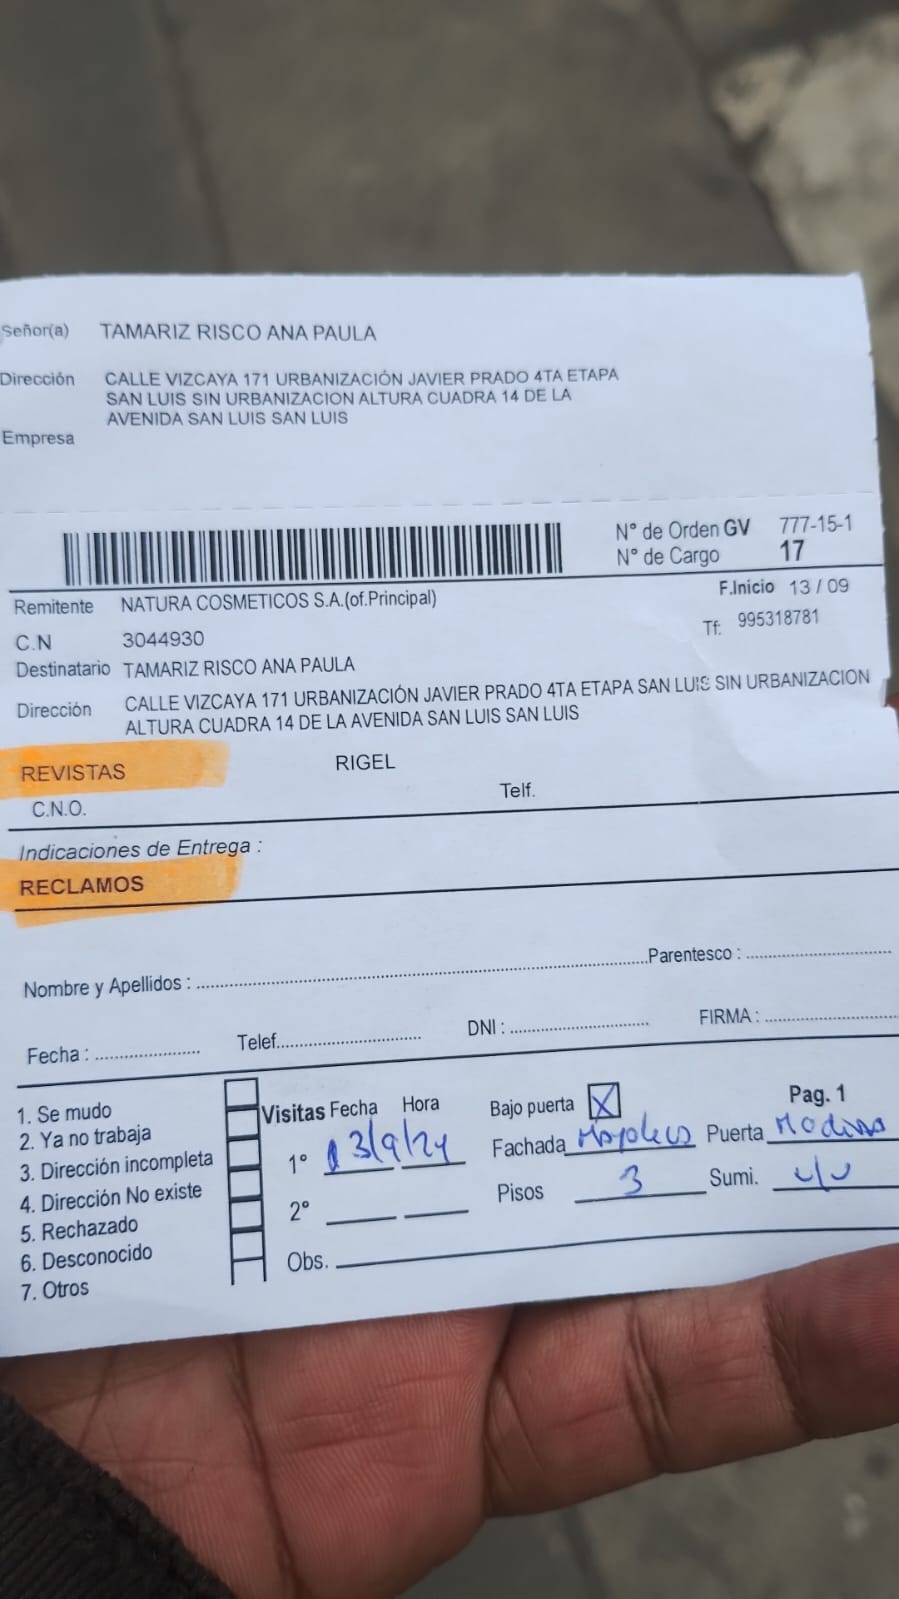 Señor(a) TAMARIZ RISCO ANA PAULA
Dirección CALLE VIZCAYA 171 URBANIZACIÓN JAVIER PRADO 4TA ETAPA
SAN LUIS SIN URBANIZACION ALTURA CUADRA 14 DE LA
AVENIDA SAN LUIS SAN LUIS
Empresa
N° de Orden GV 777-15-1
N° de Cargo 17
F.Inicio 13 / 09
Remitente NATURA COSMETICOS S.A.(of.Principal)
C.N 3044930 Tf: 995318781
Destinatario TAMARIZ RISCO ANA PAULA
Dirección CALLE VIZCAYA 171 URBANIZACIÓN JAVIER PRADO 4TA ETAPA SAN LUIS SIN URBANIZACION
ALTURA CUADRA 14 DE LA AVENIDA SAN LUIS SAN LUIS
REVISTAS RIGEL
C.N.O. Telf.
Indicaciones de Entrega :
RECLAMOS
Nombre y Apellidos : Parentesco :
Fecha : Telef. DNI : FIRMA :
1. Se mudo
2. Ya no trabaja
3. Dirección incompleta
4. Dirección No existe
5. Rechazado
6. Desconocido
7. Otros
Visitas Fecha Hora
1° 13/9/24
2°
Obs.
Bajo puerta X Pag. 1
Fachada Puerta
Pisos 3 Sumi.